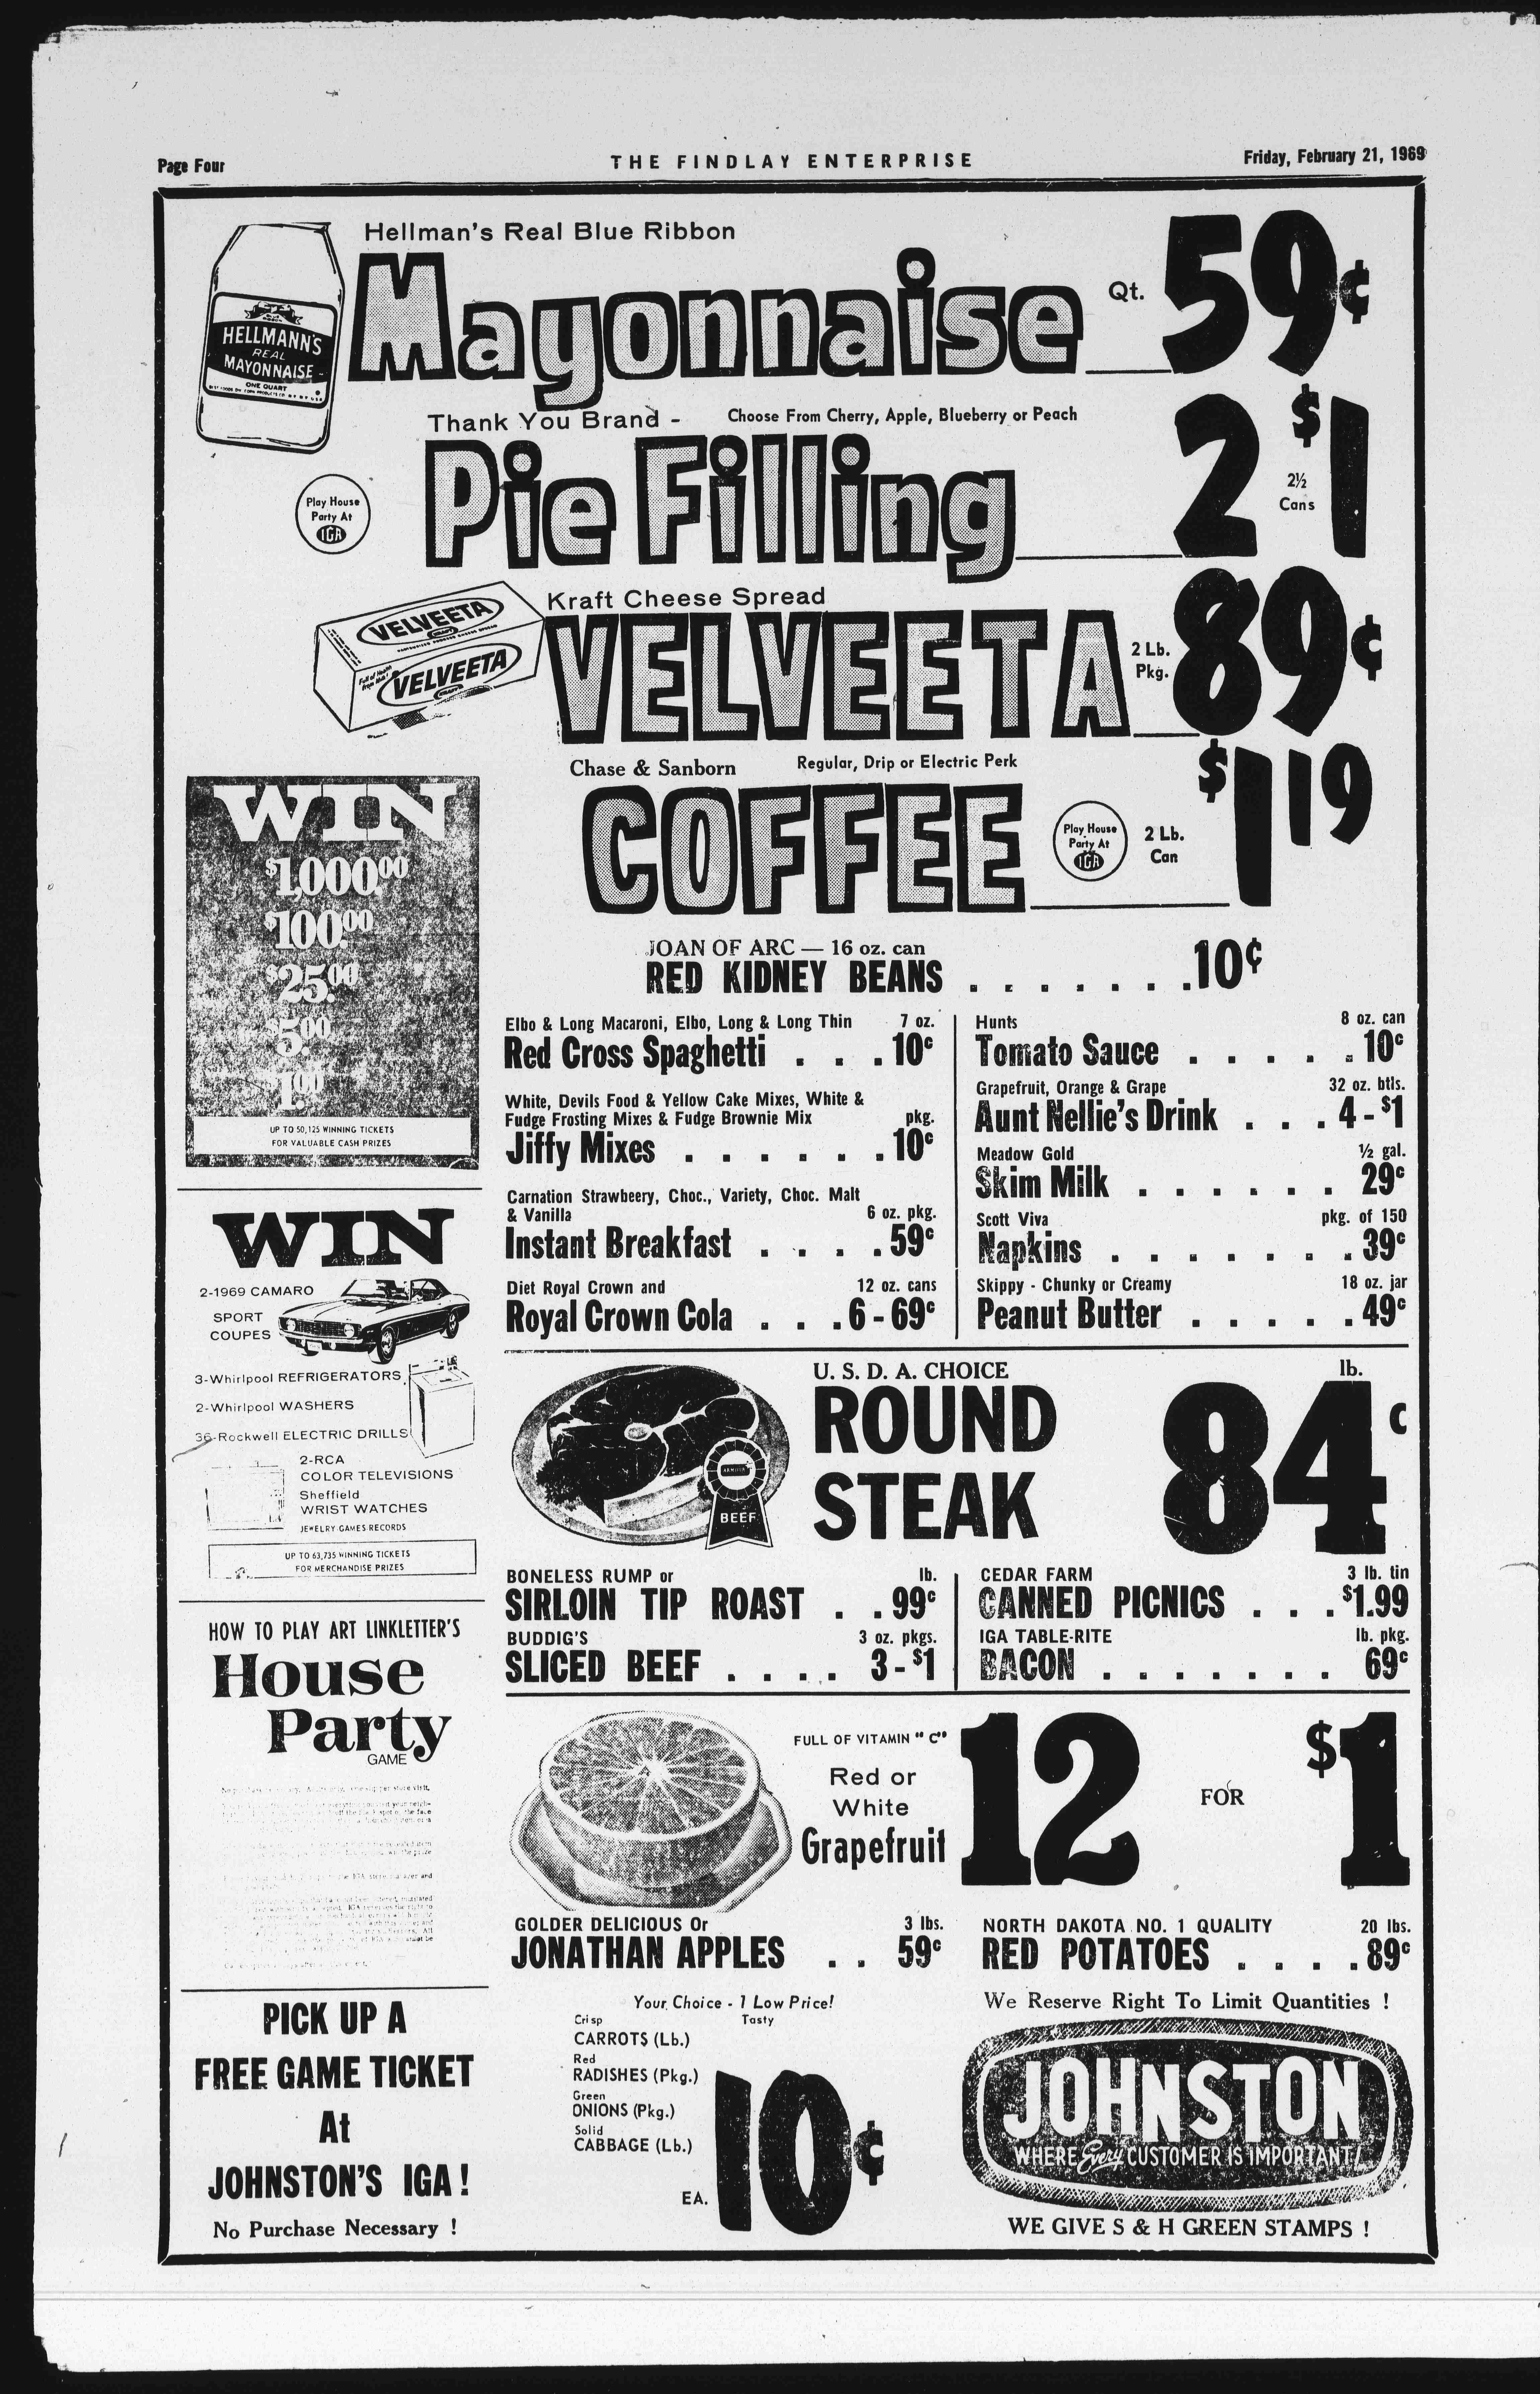 Page Four
THE FINDLAY ENTERPRISE
Friday, February 21, 1969
Hellman's Real Blue Ribbon
Mayonnaise Qt. 59¢
HELLMANN'S
REAL
MAYONNAISE
ONE QUART
Thank You Brand - Choose From Cherry, Apple, Blueberry or Peach
Pie Filling 2 2½ Cans $1
Play House
Party At
IGA
Kraft Cheese Spread
VELVEETA 2 Lb. Pkg. 89¢
VELVEETA
VELVEETA
Chase & Sanborn Regular, Drip or Electric Perk
COFFEE 2 Lb. Can $1 19
Play House
Party At
IGA
JOAN OF ARC — 16 oz. can
RED KIDNEY BEANS . . . . . . . 10¢
WIN
$1,000.00
$100.00
$25.00
$5.00
1.00
UP TO 50,125 WINNING TICKETS
FOR VALUABLE CASH PRIZES
WIN
2-1969 CAMARO
SPORT
COUPES
3-Whirlpool REFRIGERATORS
2-Whirlpool WASHERS
36-Rockwell ELECTRIC DRILLS
2-RCA
COLOR TELEVISIONS
Sheffield
WRIST WATCHES
JEWELRY-GAMES-RECORDS
UP TO 63,735 WINNING TICKETS
FOR MERCHANDISE PRIZES
HOW TO PLAY ART LINKLETTER'S
House
Party
GAME
PICK UP A
FREE GAME TICKET
At
JOHNSTON'S IGA!
No Purchase Necessary !
Elbo & Long Macaroni, Elbo, Long & Long Thin 7 oz.
Red Cross Spaghetti . . . 10c
White, Devils Food & Yellow Cake Mixes, White &
Fudge Frosting Mixes & Fudge Brownie Mix pkg.
Jiffy Mixes . . . . . . 10c
Carnation Strawbeery, Choc., Variety, Choc. Malt
& Vanilla 6 oz. pkg.
Instant Breakfast . . . . 59c
Diet Royal Crown and 12 oz. cans
Royal Crown Cola . . . 6 - 69c
Hunts 8 oz. can
Tomato Sauce . . . . . 10c
Grapefruit, Orange & Grape 32 oz. btls.
Aunt Nellie's Drink . . . 4 - $1
Meadow Gold ½ gal.
Skim Milk . . . . . . 29c
Scott Viva pkg. of 150
Napkins . . . . . . . 39c
Skippy - Chunky or Creamy 18 oz. jar
Peanut Butter . . . . . 49c
BEEF
U. S. D. A. CHOICE lb.
ROUND
STEAK 84c
BONELESS RUMP or lb.
SIRLOIN TIP ROAST . . 99c
BUDDIG'S 3 oz. pkgs.
SLICED BEEF . . . . 3 - $1
CEDAR FARM 3 lb. tin
CANNED PICNICS . . . $1.99
IGA TABLE-RITE lb. pkg.
BACON . . . . . . . 69c
FULL OF VITAMIN " C"
Red or
White
Grapefruit 12 FOR $1
GOLDER DELICIOUS Or 3 lbs.
JONATHAN APPLES . . 59c
NORTH DAKOTA NO. 1 QUALITY 20 lbs.
RED POTATOES . . . . 89c
Your Choice - 1 Low Price!
Crisp Tasty
CARROTS (Lb.)
Red
RADISHES (Pkg.)
Green
ONIONS (Pkg.)
Solid
CABBAGE (Lb.)
EA. 10¢
We Reserve Right To Limit Quantities !
JOHNSTON
WHERE Every CUSTOMER IS IMPORTANT!
WE GIVE S & H GREEN STAMPS !